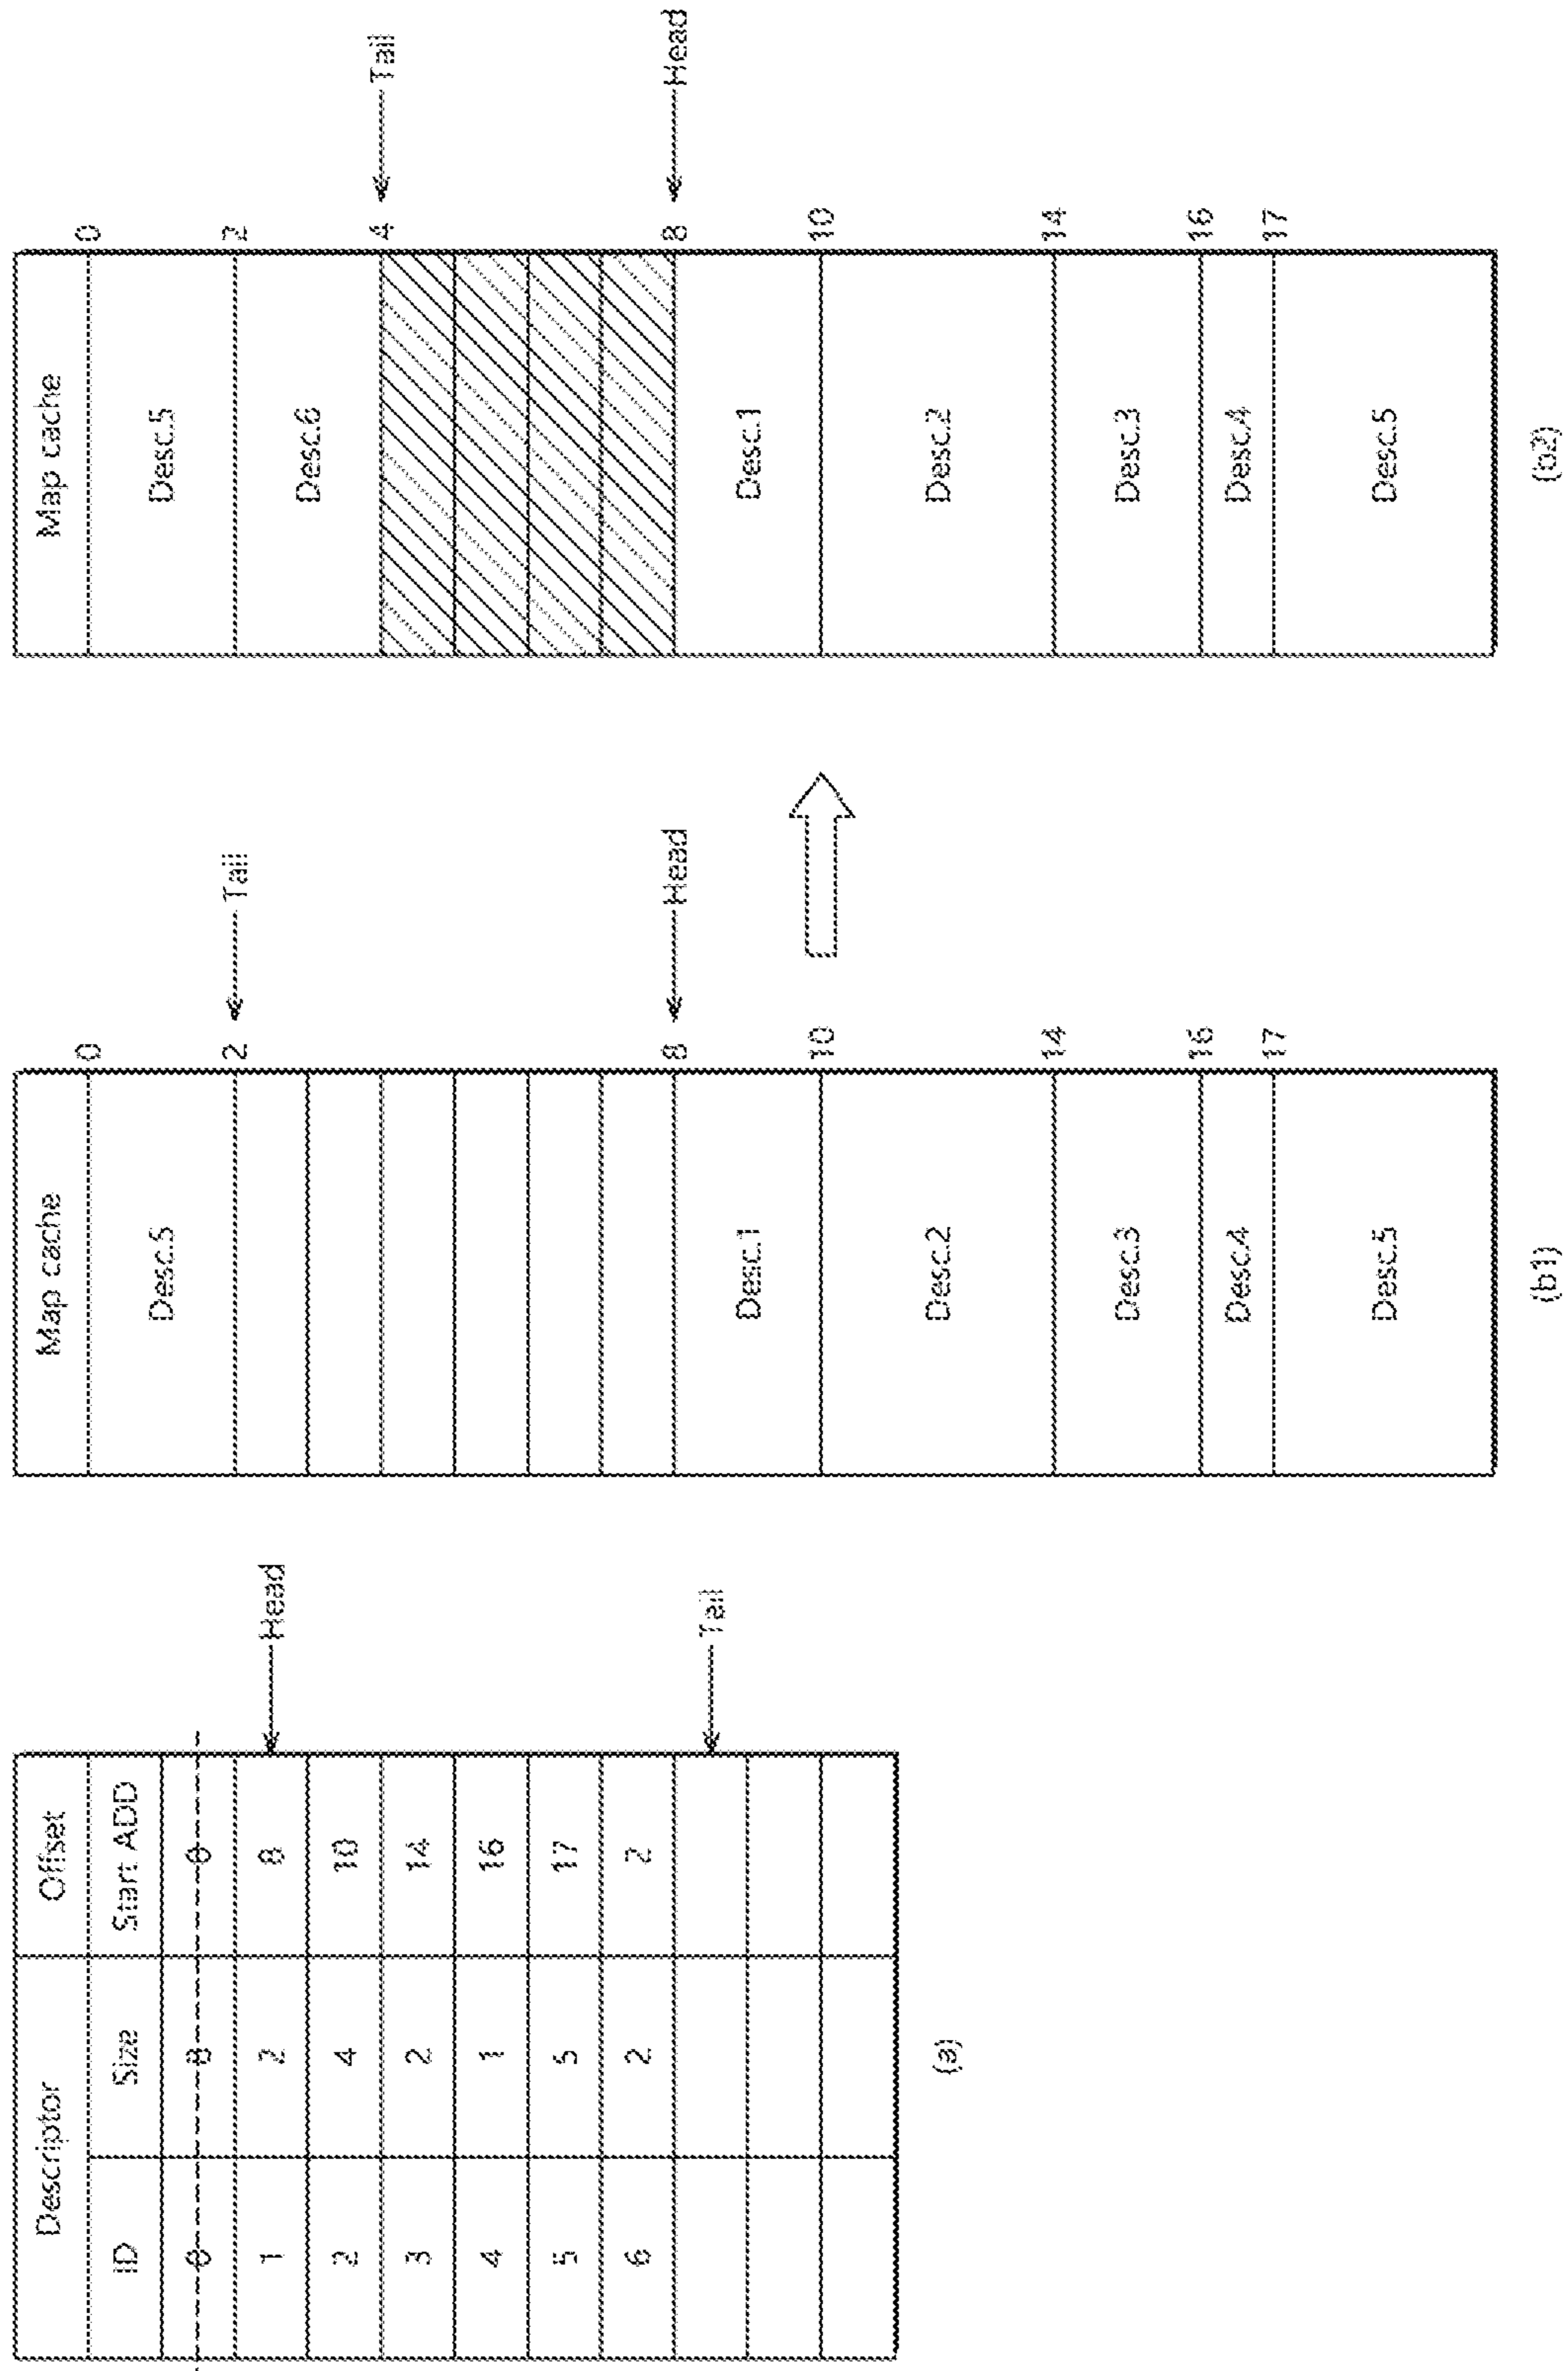 Descriptor Offset
ID Size Start ADD
0 8 0
1 2 8
2 4 10
3 2 14
4 1 16
5 5 17
6 2 2
Head
Tail
(a)
Map cache
0
Desc.5
2
Tail
8
Head
Desc.1
10
Desc.2
14
Desc.3
16
Desc.4
17
Desc.5
(b1)
Map cache
0
Desc.5
2
Desc.6
4
Tail
8
Head
Desc.1
10
Desc.2
14
Desc.3
16
Desc.4
17
Desc.5
(b2)